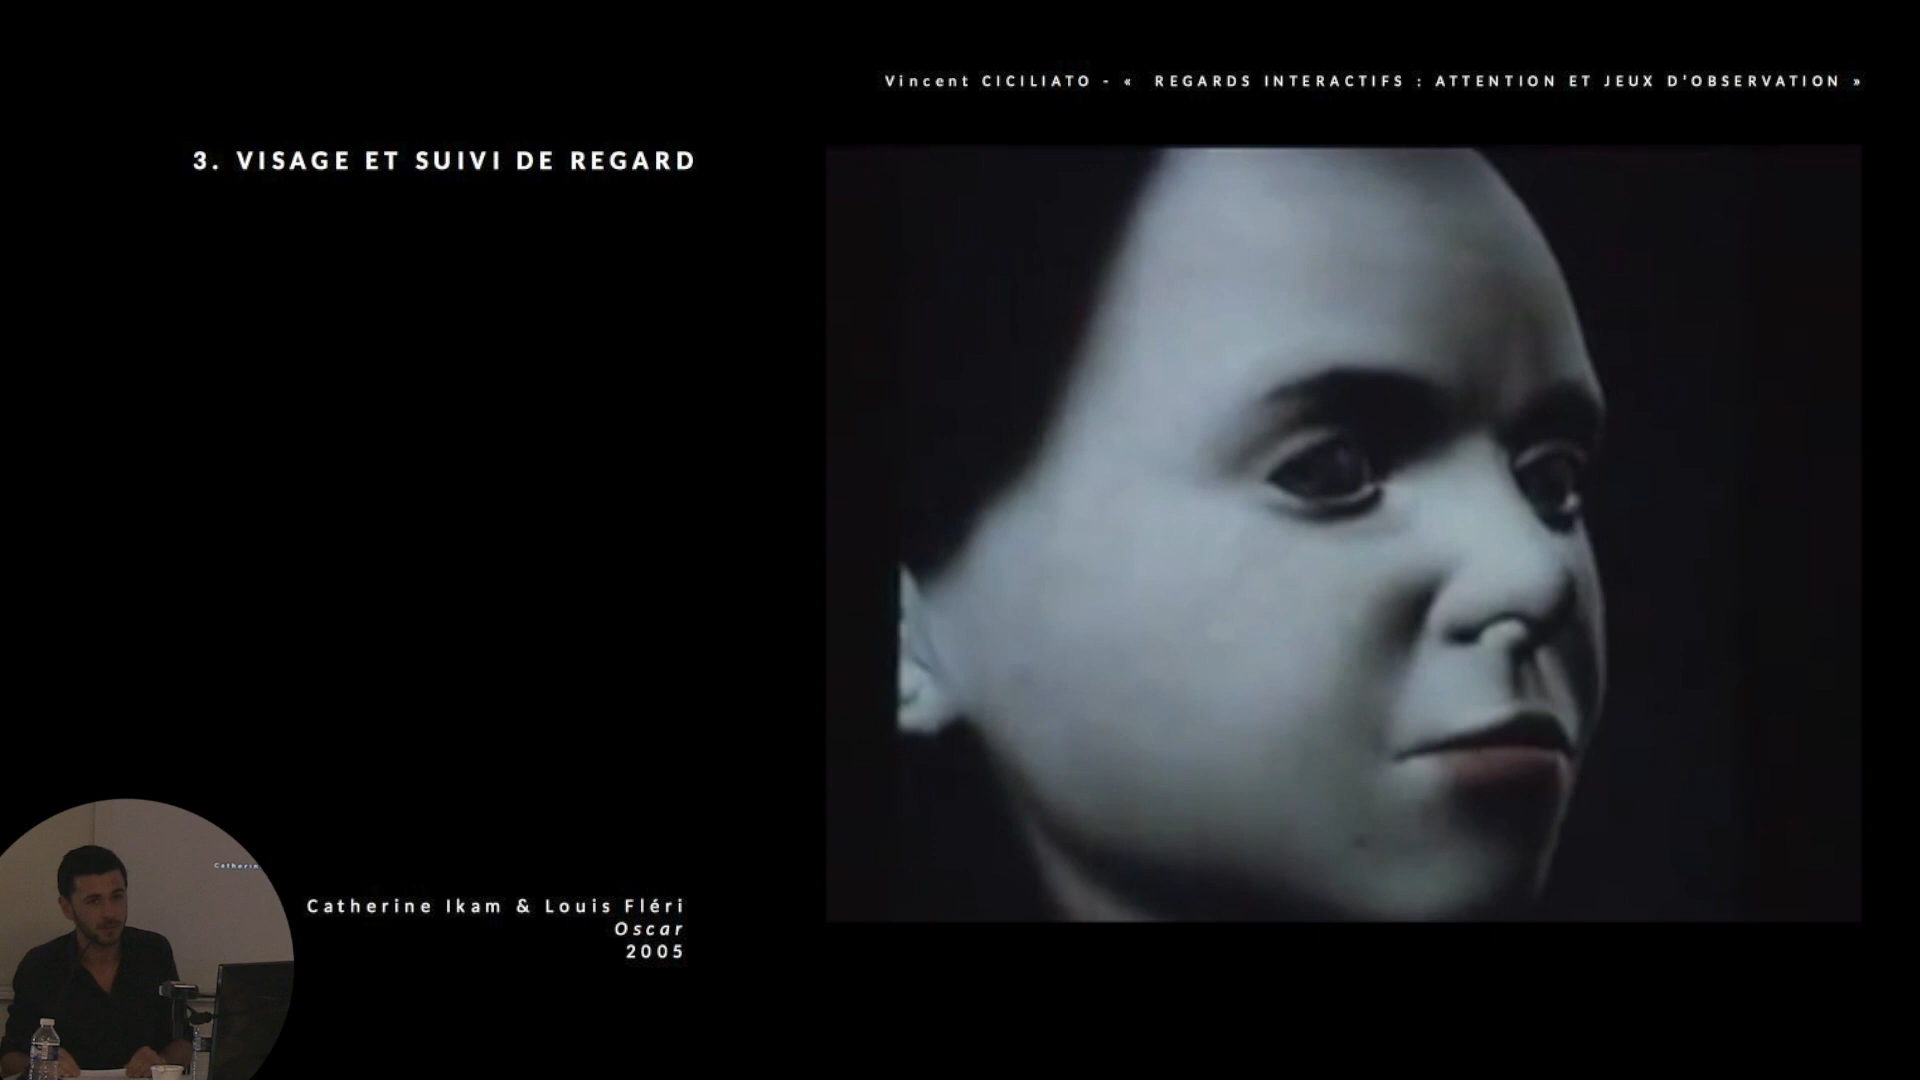 Vincent CICILIATO - « REGARDS INTERACTIFS : ATTENTION ET JEUX D'OBSERVATION »
3. VISAGE ET SUIVI DE REGARD
Catherin
Catherine Ikam & Louis Fléri
Oscar
2005